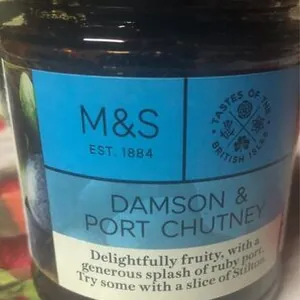 M&S
EST. 1884
TASTES OF THE
BRITISH ISLES
DAMSON &
PORT CHUTNEY
Delightfully fruity, with a
generous splash of ruby port.
Try some with a slice of Stilton.